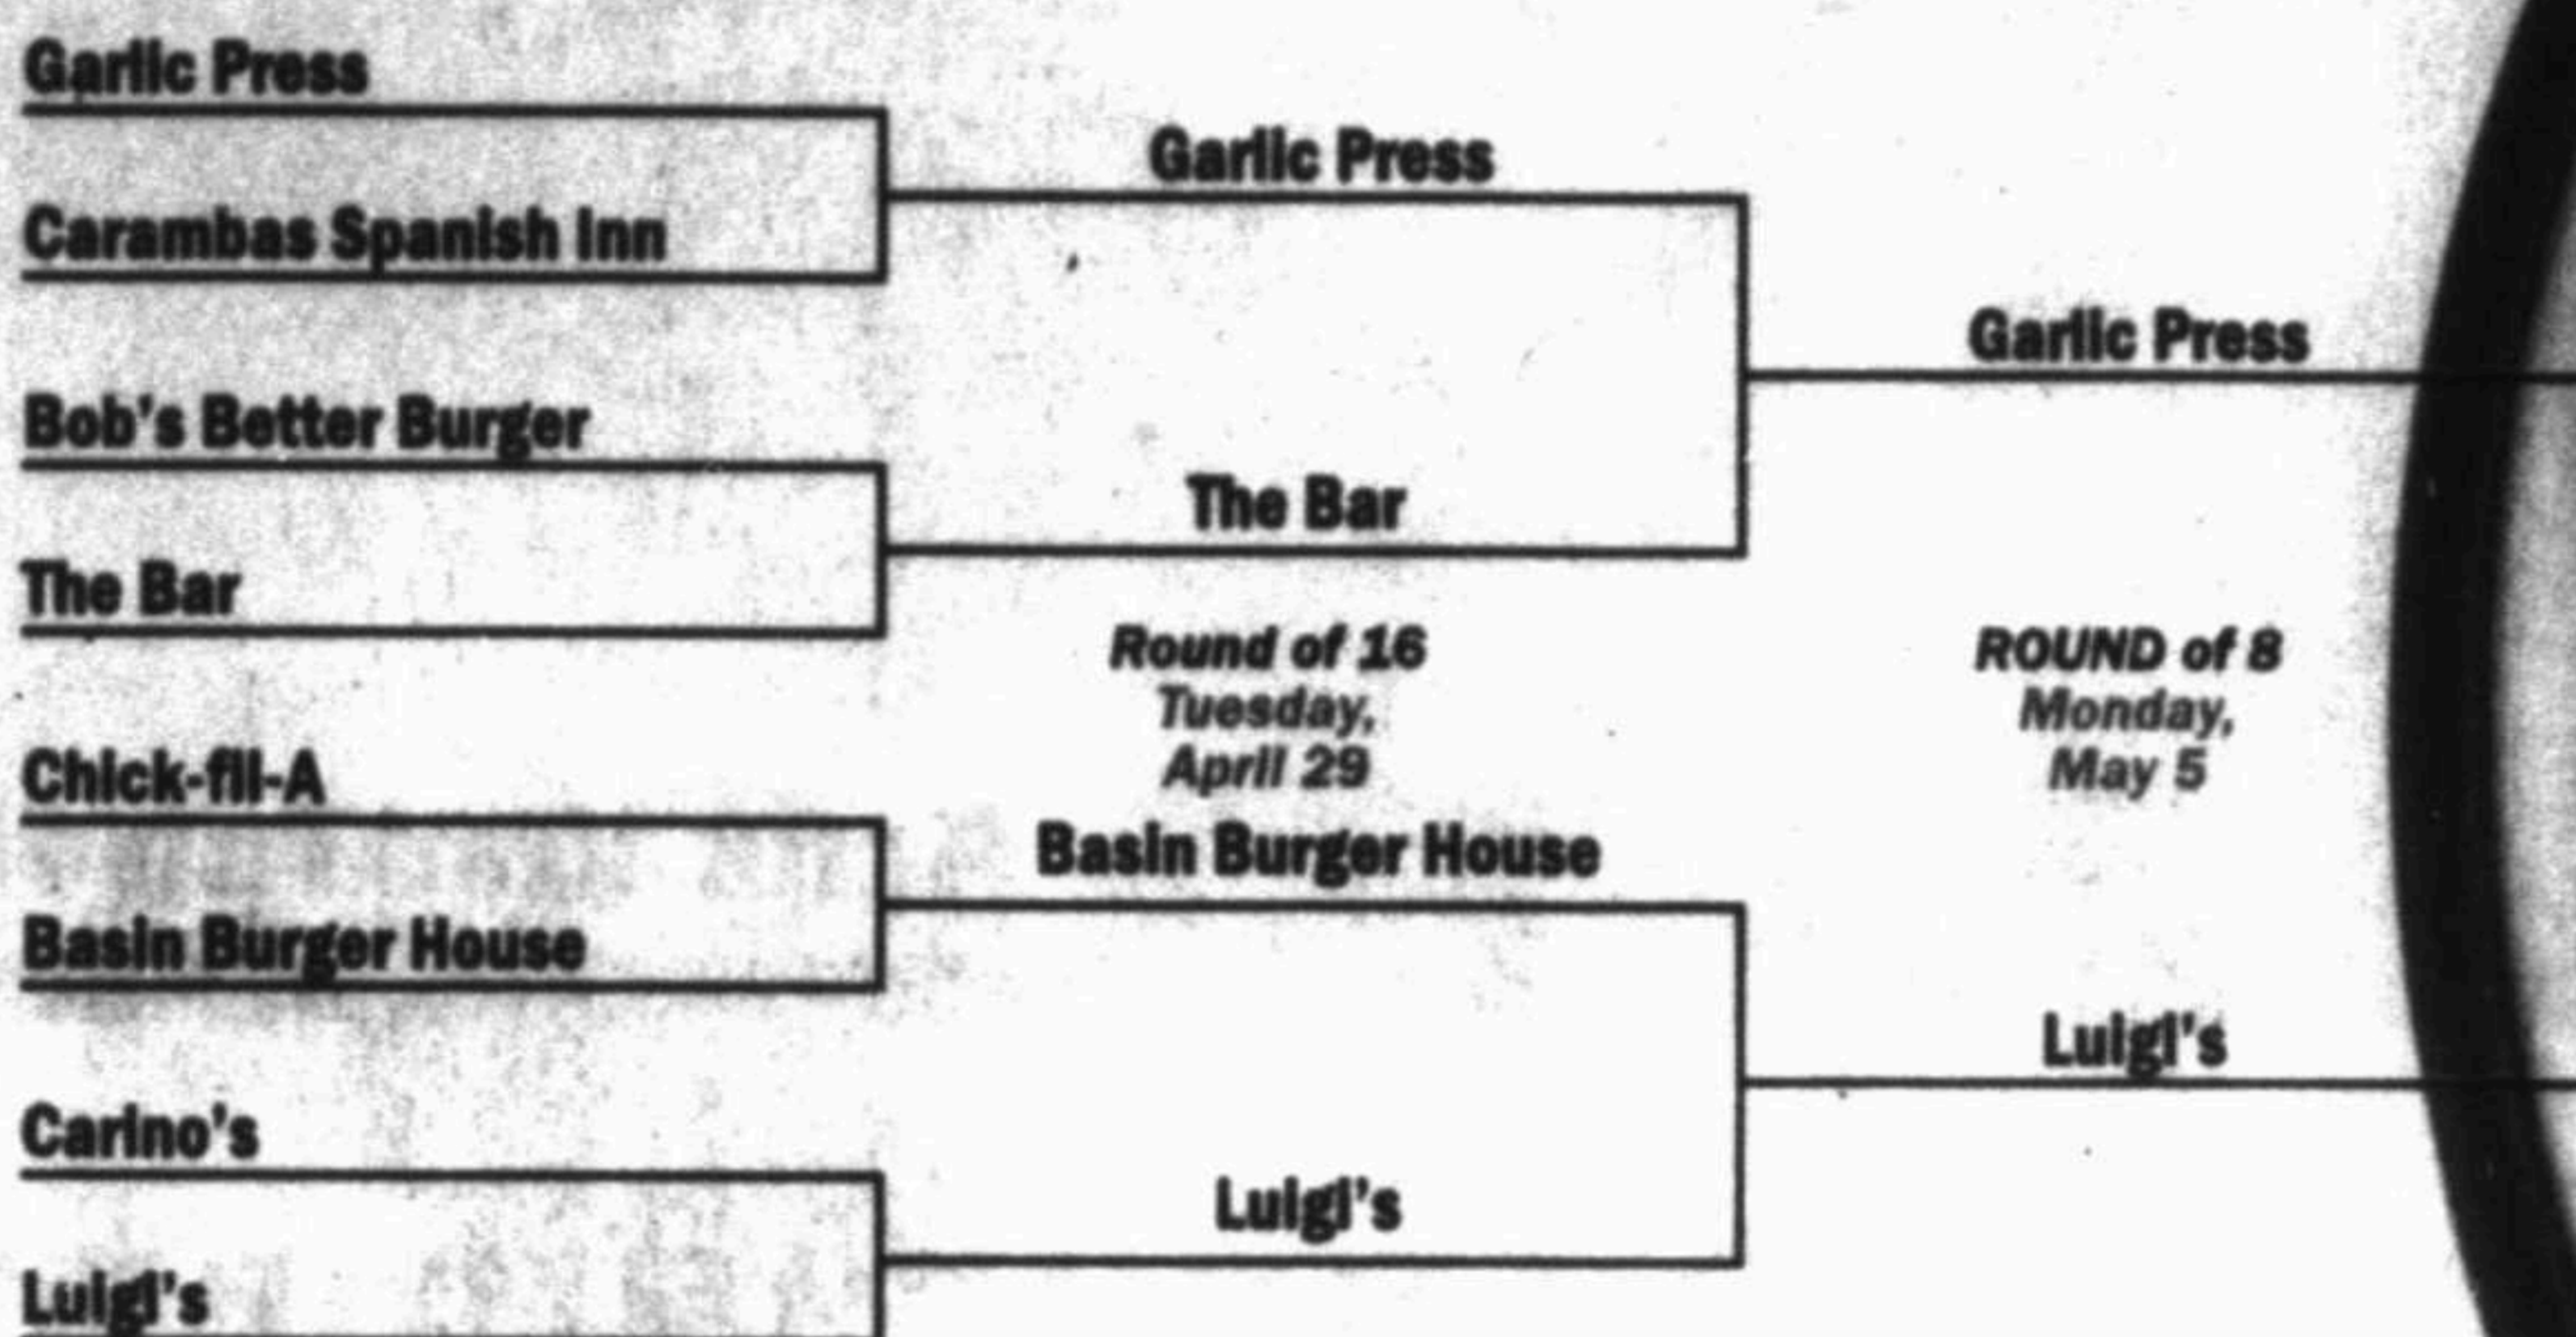 Garlic Press
Carambas Spanish Inn
Bob's Better Burger
The Bar
Chick-fil-A
Basin Burger House
Carino's
Luigi's
Garlic Press
The Bar
Round of 16
Tuesday,
April 29
Basin Burger House
Luigi's
Garlic Press
ROUND of 8
Monday,
May 5
Luigi's